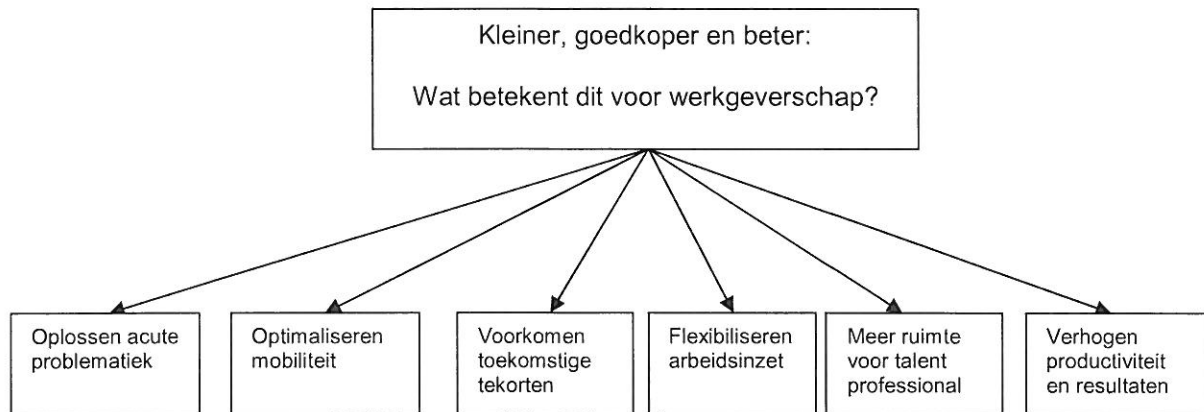 Kleiner, goedkoper en beter:
Wat betekent dit voor werkgeverschap?
Oplossen acute
problematiek
Optimaliseren
mobiliteit
Voorkomen
toekomstige
tekorten
Flexibiliseren
arbeidsinzet
Meer ruimte
voor talent
professional
Verhogen
productiviteit
en resultaten